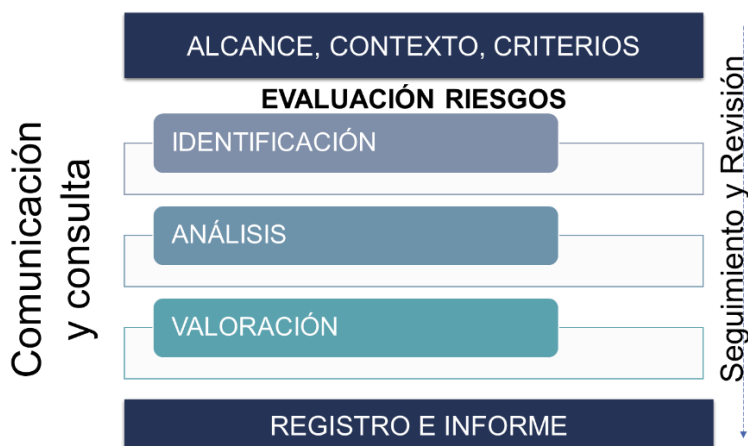 ALCANCE, CONTEXTO, CRITERIOS
EVALUACIÓN RIESGOS
IDENTIFICACIÓN
ANÁLISIS
VALORACIÓN
REGISTRO E INFORME
Comunicación
y consulta
Seguimiento y Revisión